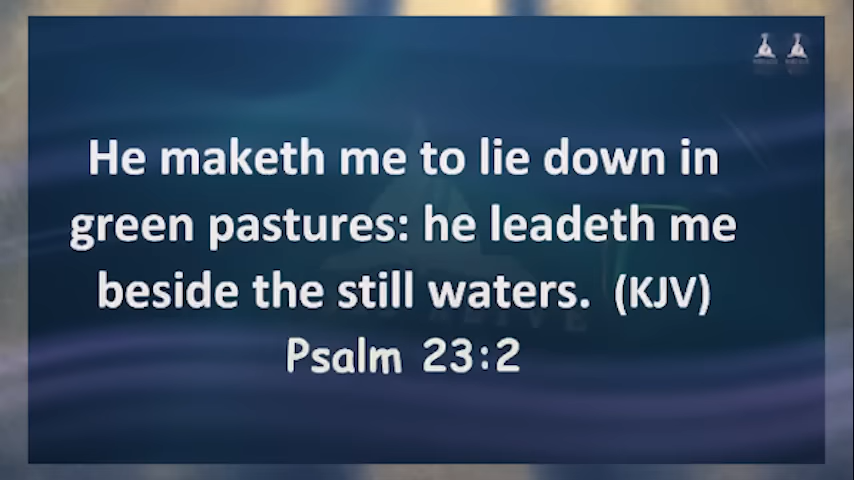 He maketh me to lie down in
green pastures: he leadeth me
beside the still waters. (KJV)
Psalm 23:2